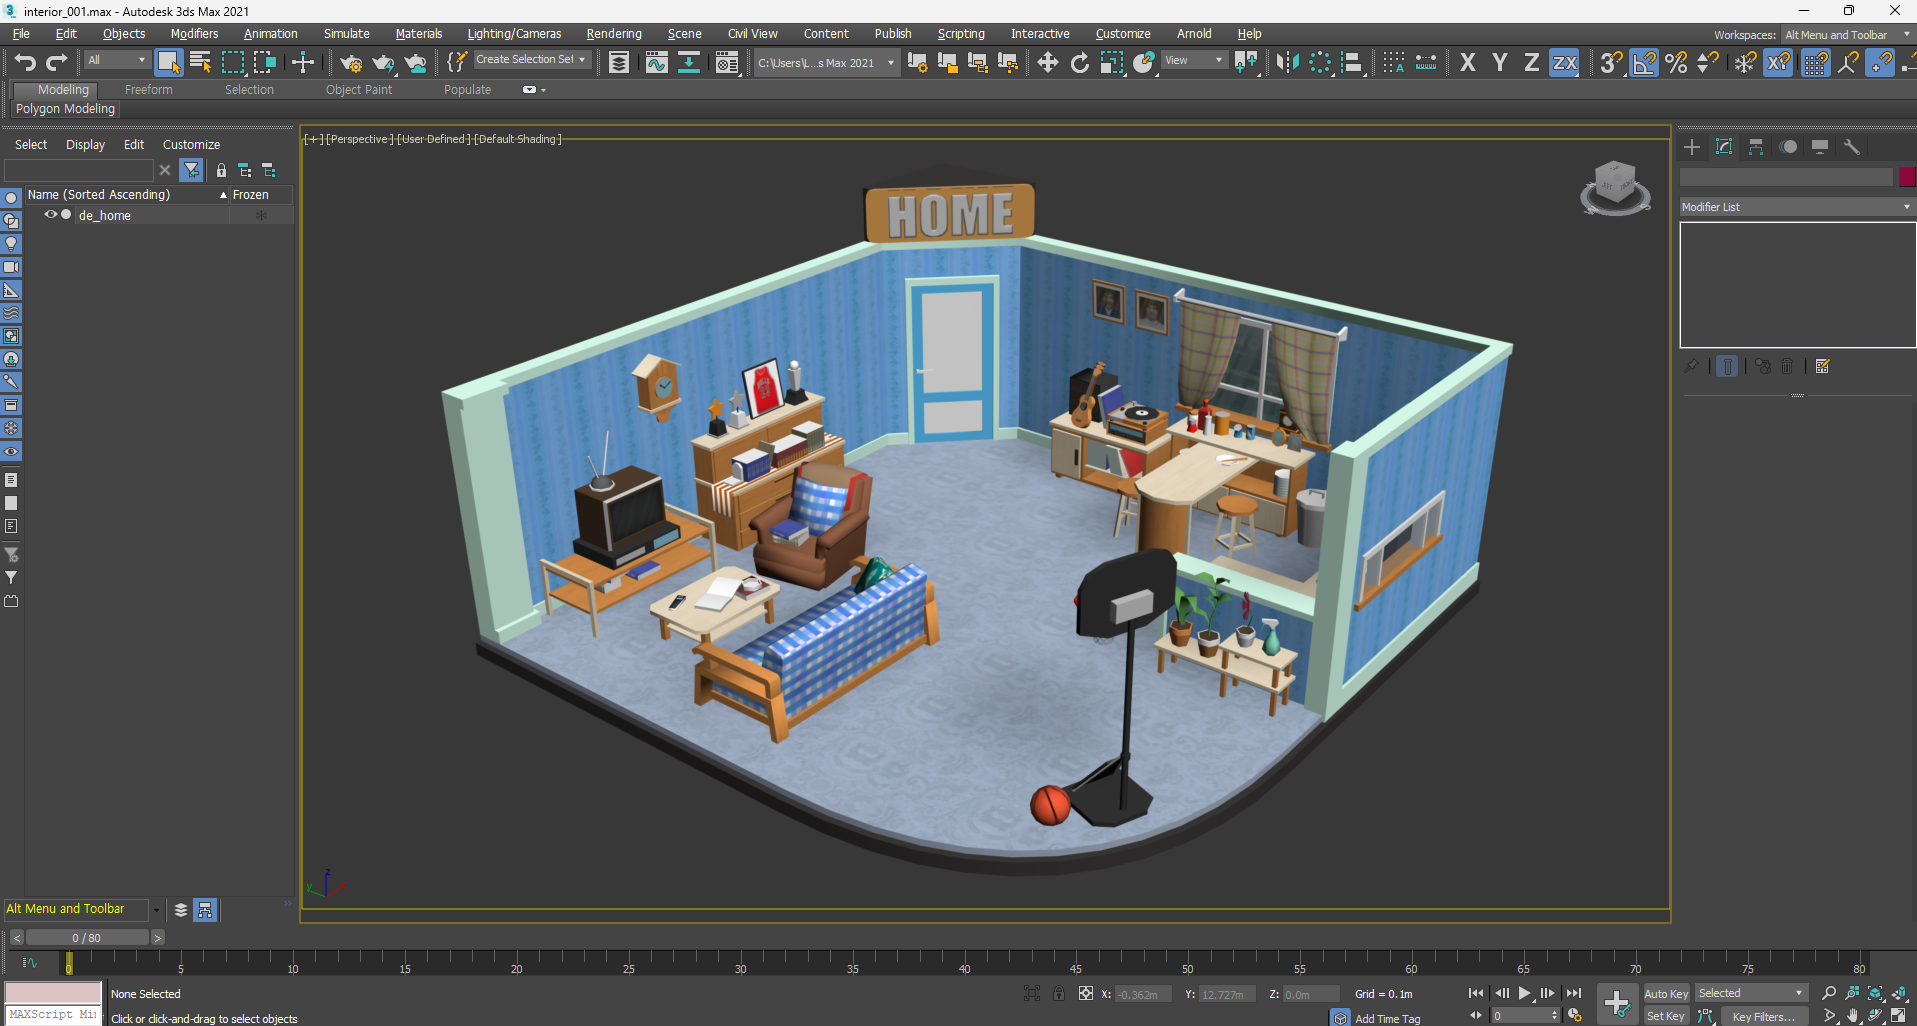 interior_001.max - Autodesk 3ds Max 2021
File Edit Objects Modifiers Animation Simulate Materials Lighting/Cameras Rendering Scene Civil View Content Publish Scripting Interactive Customize Arnold Help
Workspaces: Alt Menu and Toolbar
All
Create Selection Set
C:\Users\L...s Max 2021
View
X Y Z ZX
Modeling Freeform Selection Object Paint Populate
Polygon Modeling
Select Display Edit Customize
[+] [Perspective] [User Defined] [Default Shading]
Name (Sorted Ascending) Frozen
de_home
HOME
Modifier List
z
y
x
Alt Menu and Toolbar
< 0 / 80 >
0 5 10 15 20 25 30 35 40 45 50 55 60 65 70 75 80
None Selected
X: -0.362m Y: 12.727m Z: 0.0m Grid = 0.1m
Auto Key Selected
MAXScript Mi
Click or click-and-drag to select objects
Add Time Tag
0
Set Key Key Filters...